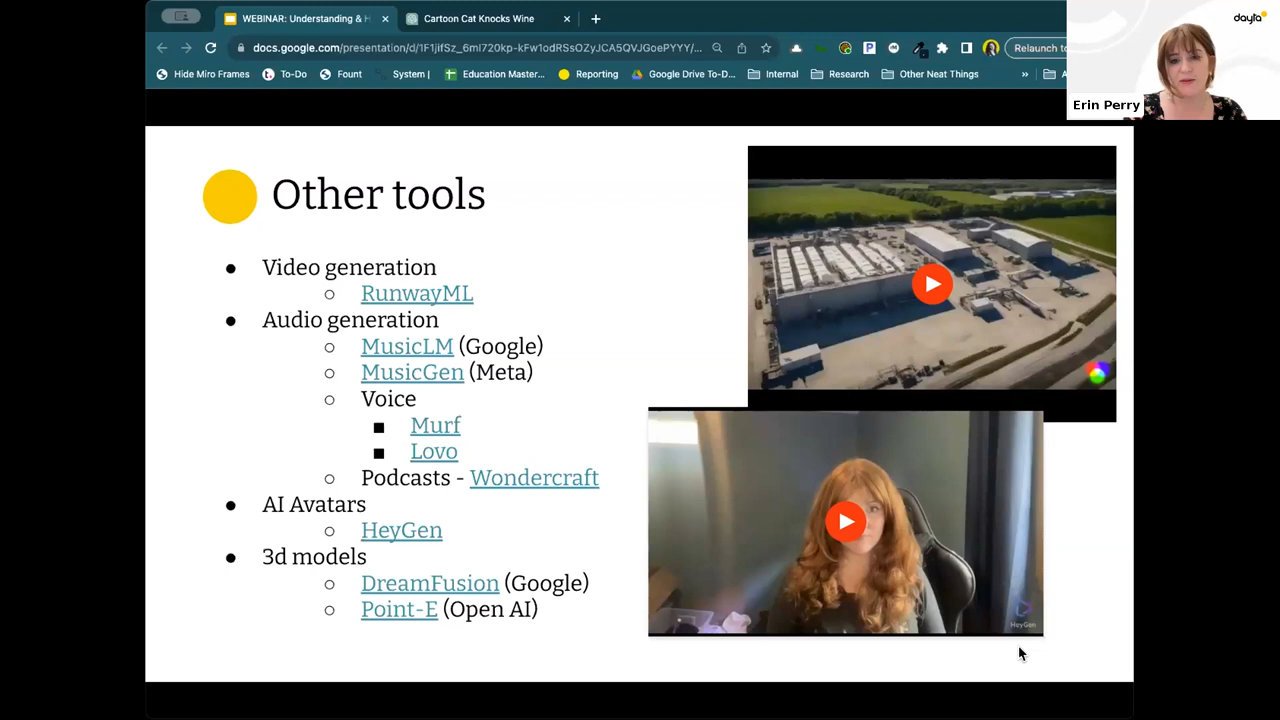 WEBINAR: Understanding & H
Cartoon Cat Knocks Wine
docs.google.com/presentation/d/1F1jifSz_6ml720kp-kFw1odRSsOZyJCA5QVJGoePYYY/...
Relaunch to
Hide Miro Frames
To-Do
Fount
System |
Education Master...
Reporting
Google Drive To-D...
Internal
Research
Other Neat Things
»
dayta
Erin Perry
Other tools
● Video generation
○ RunwayML
● Audio generation
○ MusicLM (Google)
○ MusicGen (Meta)
○ Voice
■ Murf
■ Lovo
○ Podcasts - Wondercraft
● AI Avatars
○ HeyGen
● 3d models
○ DreamFusion (Google)
○ Point-E (Open AI)
HeyGen